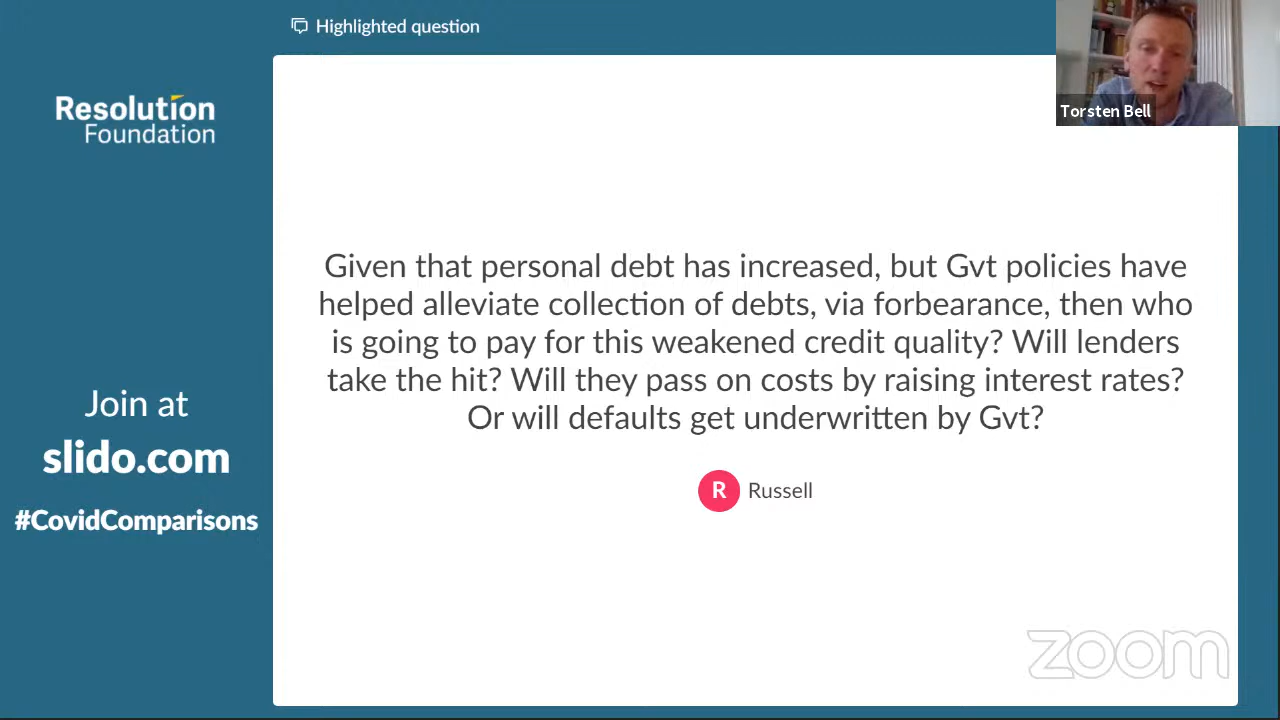 Highlighted question
Torsten Bell
Resolution
Foundation
Given that personal debt has increased, but Gvt policies have
helped alleviate collection of debts, via forbearance, then who
is going to pay for this weakened credit quality? Will lenders
take the hit? Will they pass on costs by raising interest rates?
Or will defaults get underwritten by Gvt?
R Russell
Join at
slido.com
#CovidComparisons
zoom